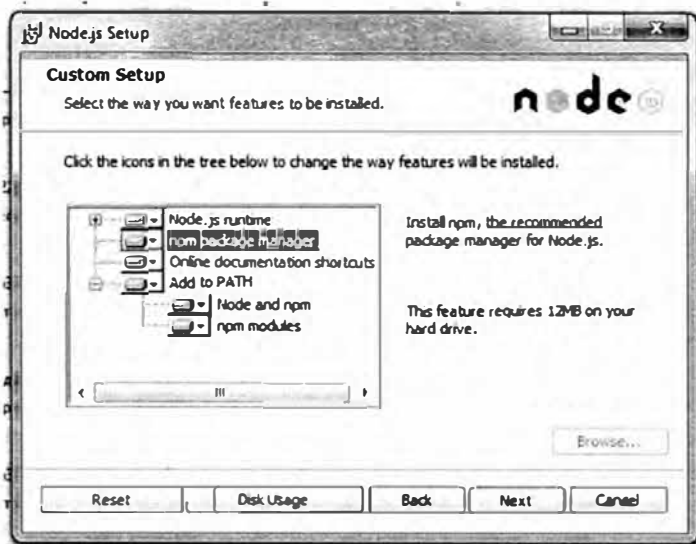 Node.js Setup
Custom Setup
Select the way you want features to be installed.
node
Click the icons in the tree below to change the way features will be installed.
Node.js runtime
npm package manager
Online documentation shortcuts
Add to PATH
Node and npm
npm modules
Install npm, the recommended
package manager for Node.js.
This feature requires 12MB on your
hard drive.
Browse...
Reset
Disk Usage
Back
Next
Cancel